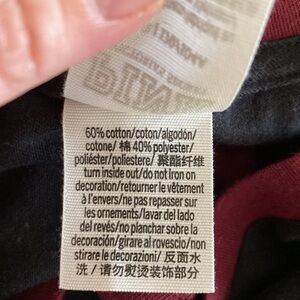 60% cotton/coton/algodón/
cotone/ 棉 40% polyester/
poliéster/poliestere/ 聚酯纤维
turn inside out/ do not iron on
decoration/retourner le vêtement
à l'envers/ne pas repasser sur
les ornements/lavar del lado
del revés/no planchar sobre la
decoración/girare al rovescio/non
stirare le decorazioni/ 反面水
洗 / 请勿熨烫装饰部分